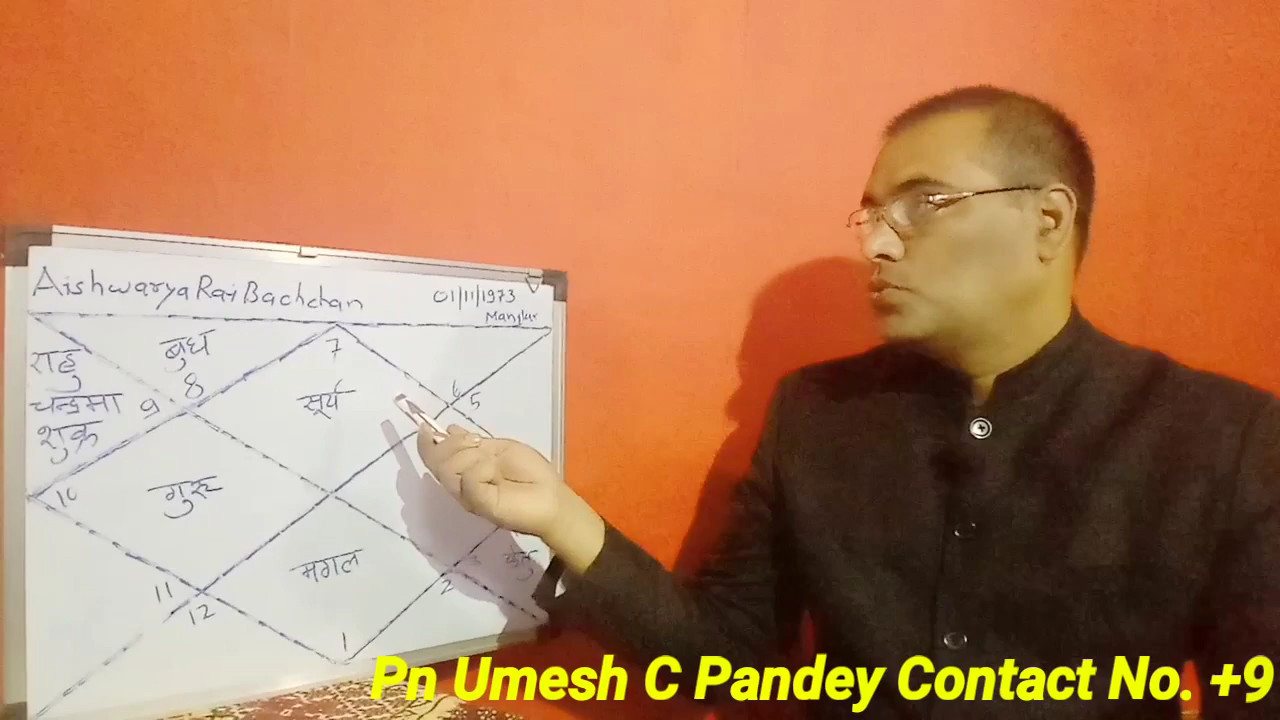 Aishwarya Rai Bachchan 01/11/1973
Manglur
राहु
बुध
7
चन्द्रमा
9
8
सूर्य
6
5
शुक्र
10
गुरु
मगल
3
केतु
2
11
12
1
Pn Umesh C Pandey Contact No. +9